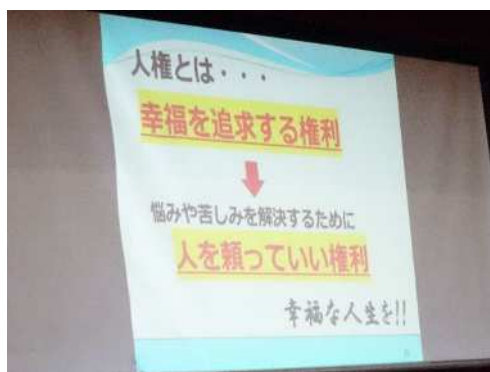 人権とは・・・
幸福を追求する権利
悩みや苦しみを解決するために
人を頼っていい権利
幸福な人生を!!